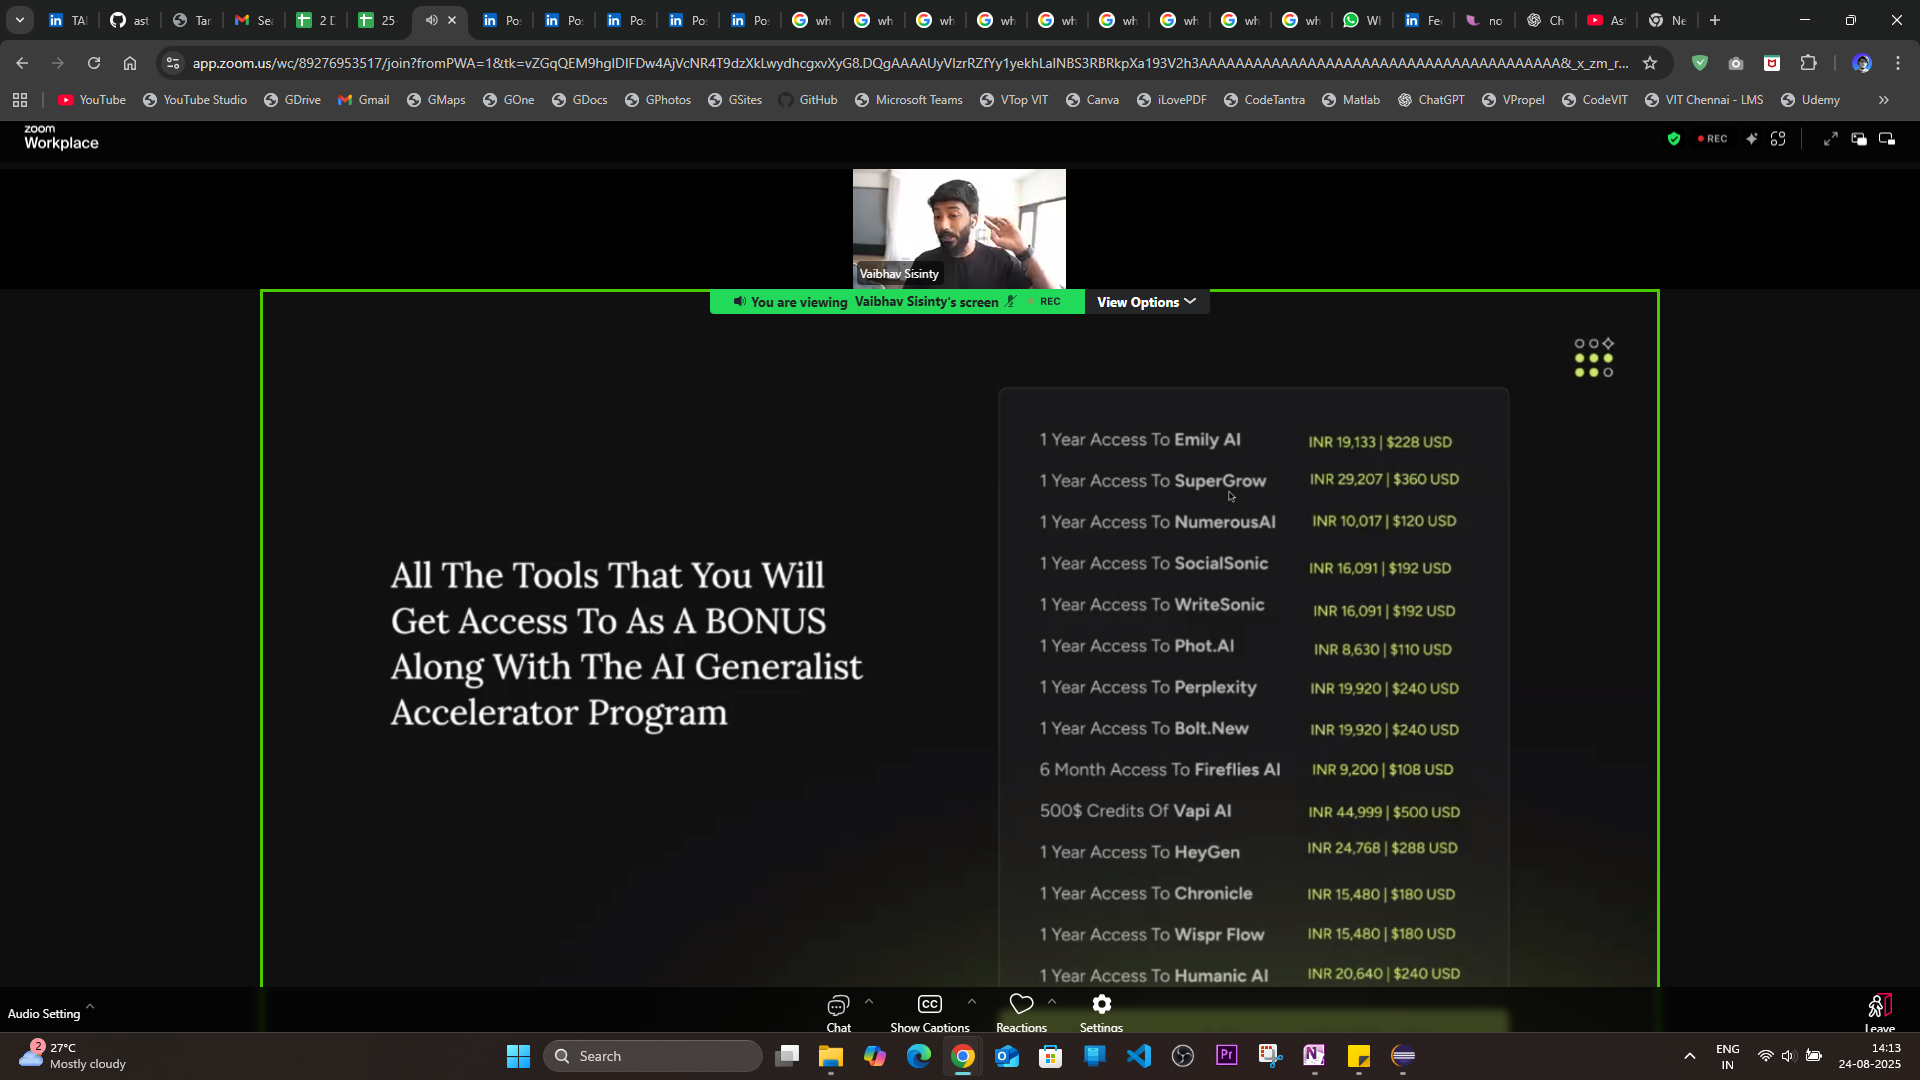 TAI
ast
Tar
Sea
2 D
25-
Po:
Po:
Po:
Po:
Po:
wh
wh
wh
wh
wh
wh
wh
wh
wh
Wl
Fee
no
Ch
As
Ne
app.zoom.us/wc/89276953517/join?fromPWA=1&tk=
YouTube
YouTube Studio
GDrive
Gmail
GMaps
GOne
GDocs
GPhotos
GSites
GitHub
Microsoft Teams
VTop VIT
Canva
iLovePDF
CodeTantra
Matlab
ChatGPT
VPropel
CodeVIT
VIT Chennai - LMS
Udemy
zoom
Workplace
REC
Vaibhav Sisinty
You are viewing Vaibhav Sisinty's screen
REC
View Options
All The Tools That You Will
Get Access To As A BONUS
Along With The AI Generalist
Accelerator Program
1 Year Access To Emily AI INR 19,133 | $228 USD
1 Year Access To SuperGrow INR 29,207 | $360 USD
1 Year Access To NumerousAI INR 10,017 | $120 USD
1 Year Access To SocialSonic INR 16,091 | $192 USD
1 Year Access To WriteSonic INR 16,091 | $192 USD
1 Year Access To Phot.AI INR 8,630 | $110 USD
1 Year Access To Perplexity INR 19,920 | $240 USD
1 Year Access To Bolt.New INR 19,920 | $240 USD
6 Month Access To Fireflies AI INR 9,200 | $108 USD
500$ Credits Of Vapi AI INR 44,999 | $500 USD
1 Year Access To HeyGen INR 24,768 | $288 USD
1 Year Access To Chronicle INR 15,480 | $180 USD
1 Year Access To Wispr Flow INR 15,480 | $180 USD
1 Year Access To Humanic AI INR 20,640 | $240 USD
Audio Setting
Chat
Show Captions
Reactions
Settings
Leave
2
27°C
Mostly cloudy
Search
ENG
IN
14:13
24-08-2025